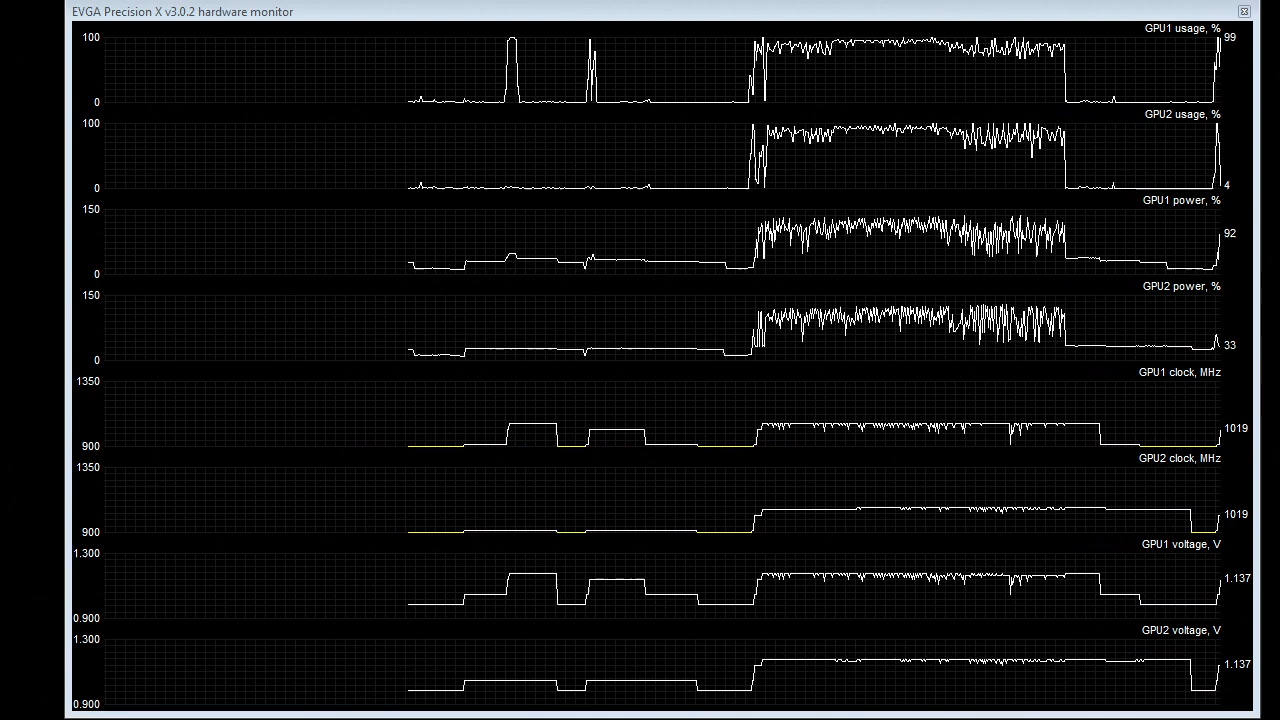 EVGA Precision X v3.0.2 hardware monitor
GPU1 usage, %
100
99
0
GPU2 usage, %
100
0
4
GPU1 power, %
150
92
0
GPU2 power, %
150
33
0
GPU1 clock, MHz
1350
1019
900
GPU2 clock, MHz
1350
1019
900
GPU1 voltage, V
1.300
1.137
0.900
GPU2 voltage, V
1.300
1.137
0.900